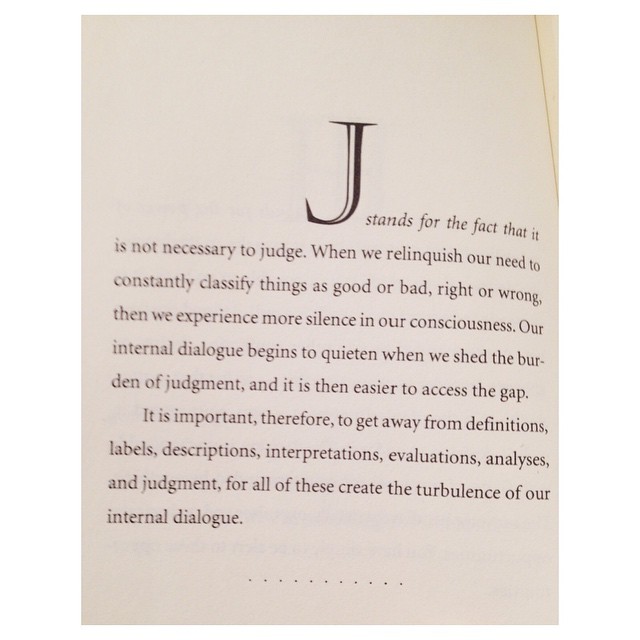 J stands for the fact that it
is not necessary to judge. When we relinquish our need to
constantly classify things as good or bad, right or wrong,
then we experience more silence in our consciousness. Our
internal dialogue begins to quieten when we shed the bur-
den of judgment, and it is then easier to access the gap.
It is important, therefore, to get away from definitions,
labels, descriptions, interpretations, evaluations, analyses,
and judgment, for all of these create the turbulence of our
internal dialogue.
. . . . . . . . . . .